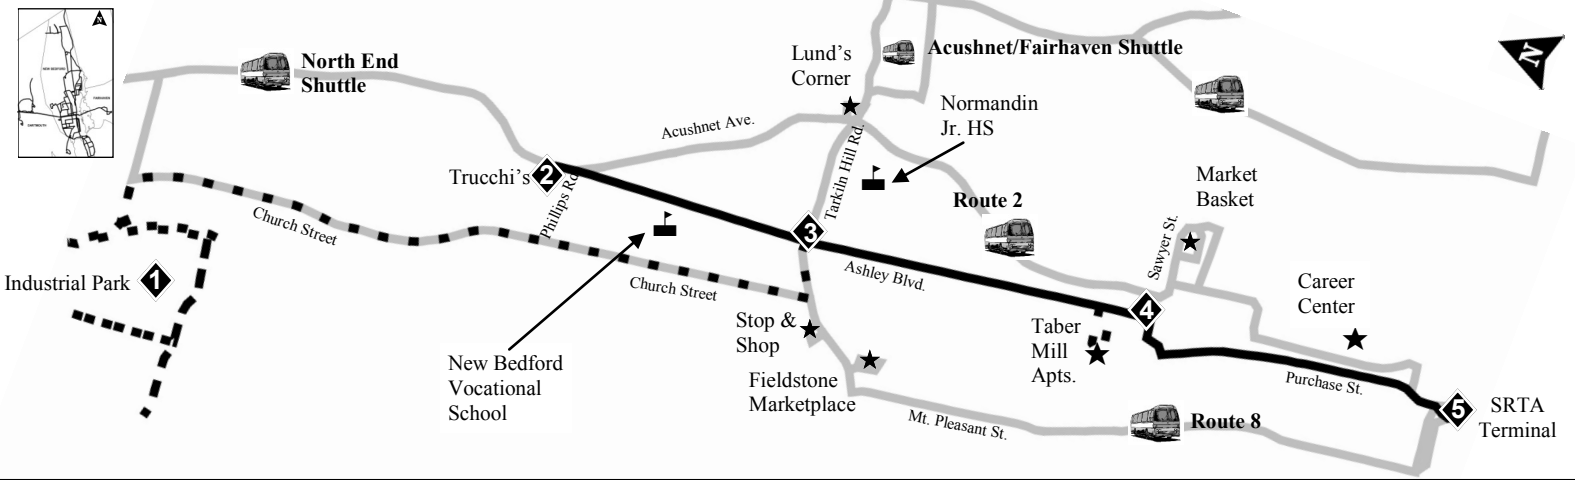 N
NEW BEDFORD
DARTMOUTH
North End
Shuttle
Lund's
Corner
Acushnet/Fairhaven Shuttle
N
Normandin
Jr. HS
Acushnet Ave.
Tarkiln Hill Rd.
Trucchi's
2
Phillips Rd
Church Street
3
Route 2
Market
Basket
Sawyer St.
Industrial Park
1
Church Street
Ashley Blvd.
Career
Center
4
Stop &
Shop
Taber
Mill
Apts.
New Bedford
Vocational
School
Fieldstone
Marketplace
Purchase St.
5
SRTA
Terminal
Mt. Pleasant St.
Route 8